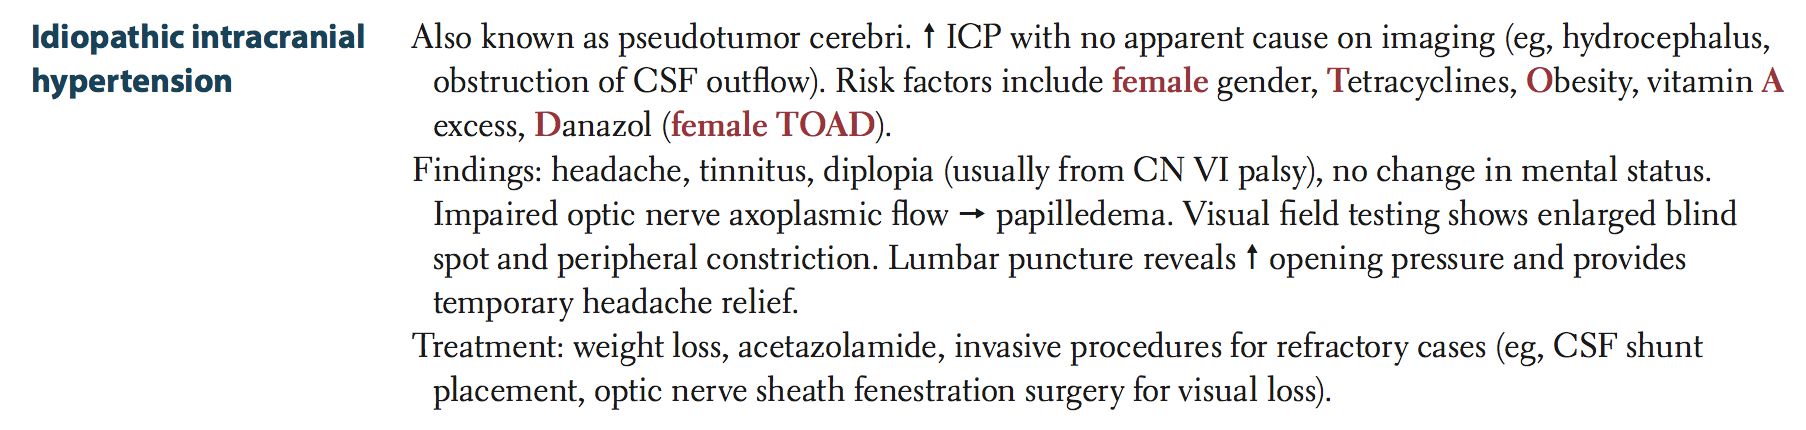 Idiopathic intracranial
hypertension
Also known as pseudotumor cerebri. ↑ ICP with no apparent cause on imaging (eg, hydrocephalus,
obstruction of CSF outflow). Risk factors include female gender, Tetracyclines, Obesity, vitamin A
excess, Danazol (female TOAD).
Findings: headache, tinnitus, diplopia (usually from CN VI palsy), no change in mental status.
Impaired optic nerve axoplasmic flow → papilledema. Visual field testing shows enlarged blind
spot and peripheral constriction. Lumbar puncture reveals ↑ opening pressure and provides
temporary headache relief.
Treatment: weight loss, acetazolamide, invasive procedures for refractory cases (eg, CSF shunt
placement, optic nerve sheath fenestration surgery for visual loss).